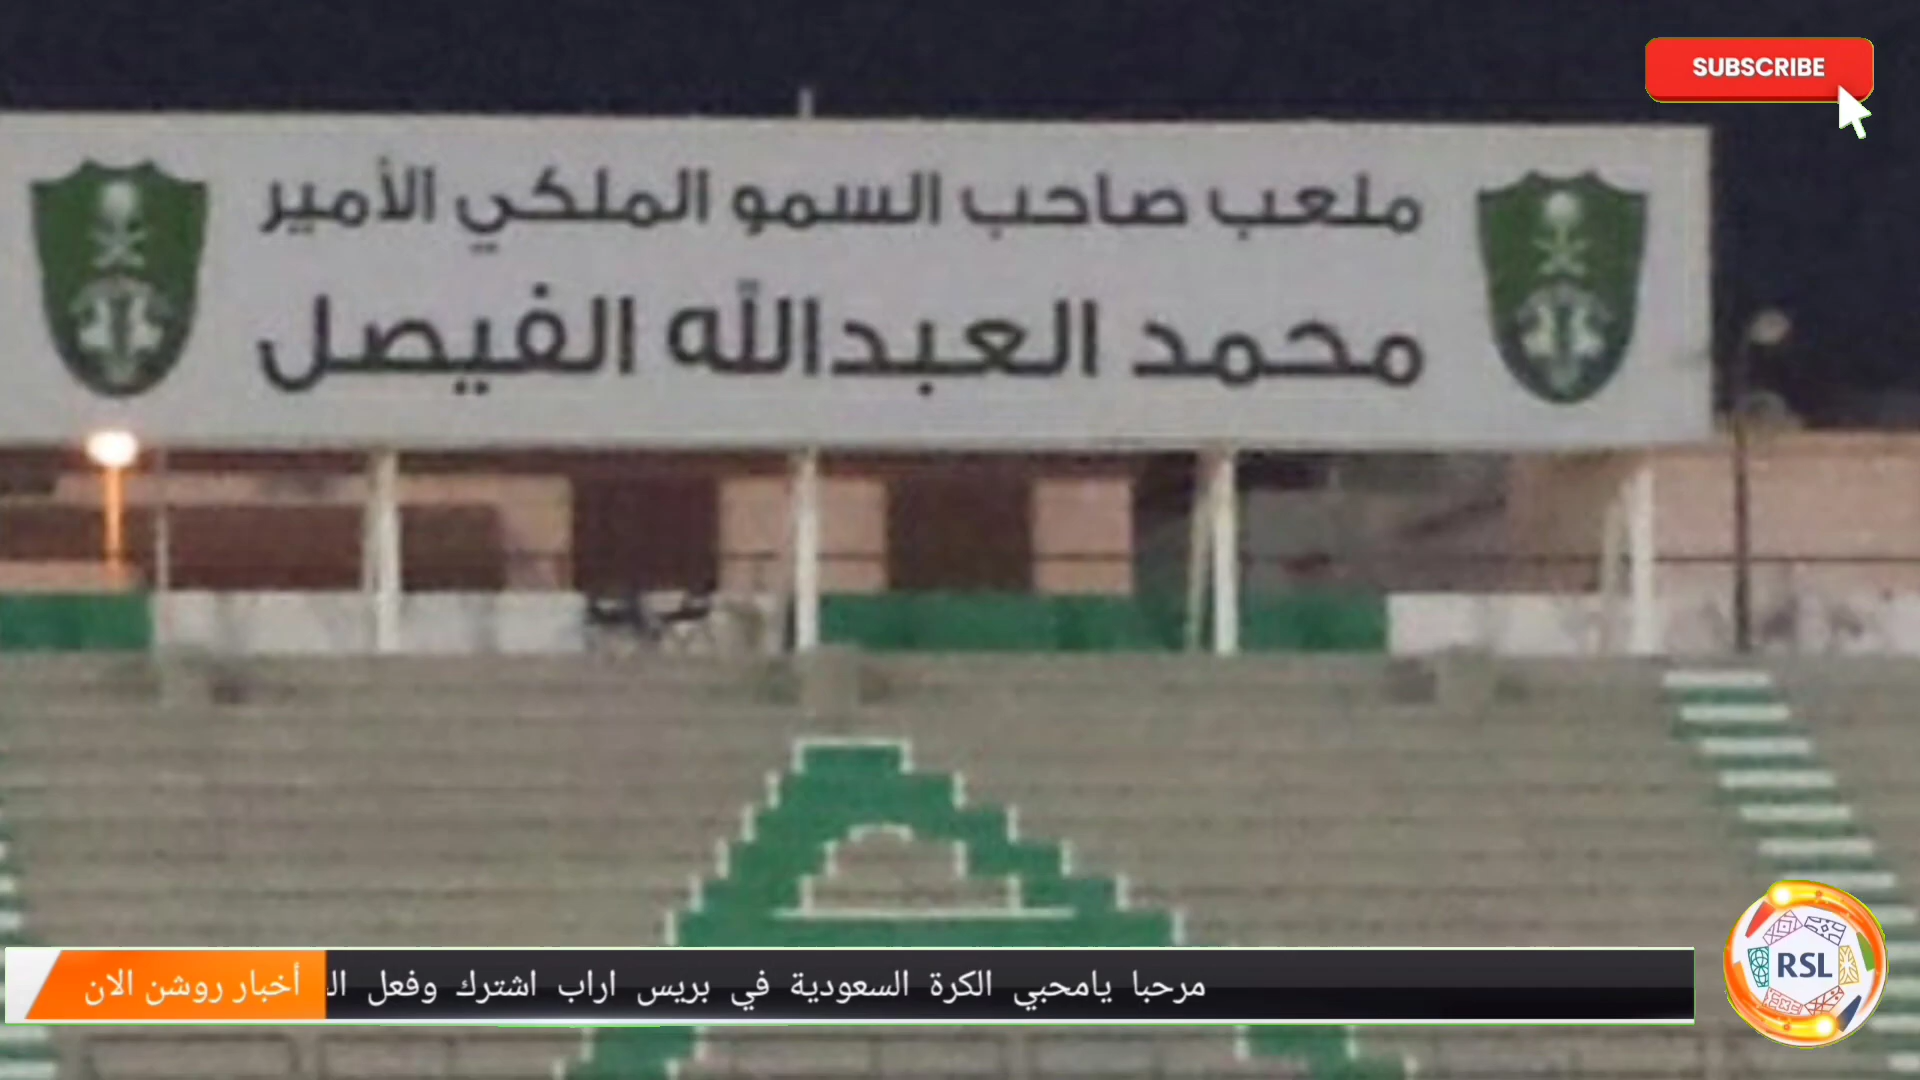 SUBSCRIBE
ملعب صاحب السمو الملكي الأمير
محمد العبدالله الفيصل
أخبار روشن الان
مرحبا يامحبي الكرة السعودية في بريس اراب اشترك وفعل
RSL